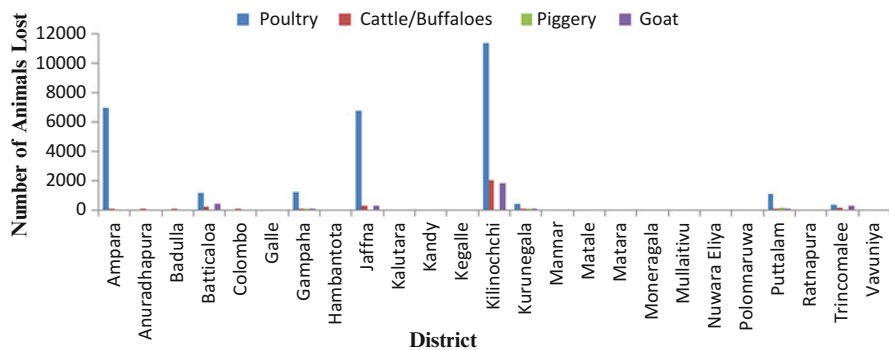 Poultry Cattle/Buffaloes Piggery Goat
Number of Animals Lost
12000
10000
8000
6000
4000
2000
0
Ampara
Anuradhapura
Badulla
Batticaloa
Colombo
Galle
Gampaha
Hambantota
Jaffna
Kalutara
Kandy
Kegalle
Kilinochchi
Kurunegala
Mannar
Matale
Matara
Moneragala
Mullaitivu
Nuwara Eliya
Polonnaruwa
Puttalam
Ratnapura
Trincomalee
Vavuniya
District